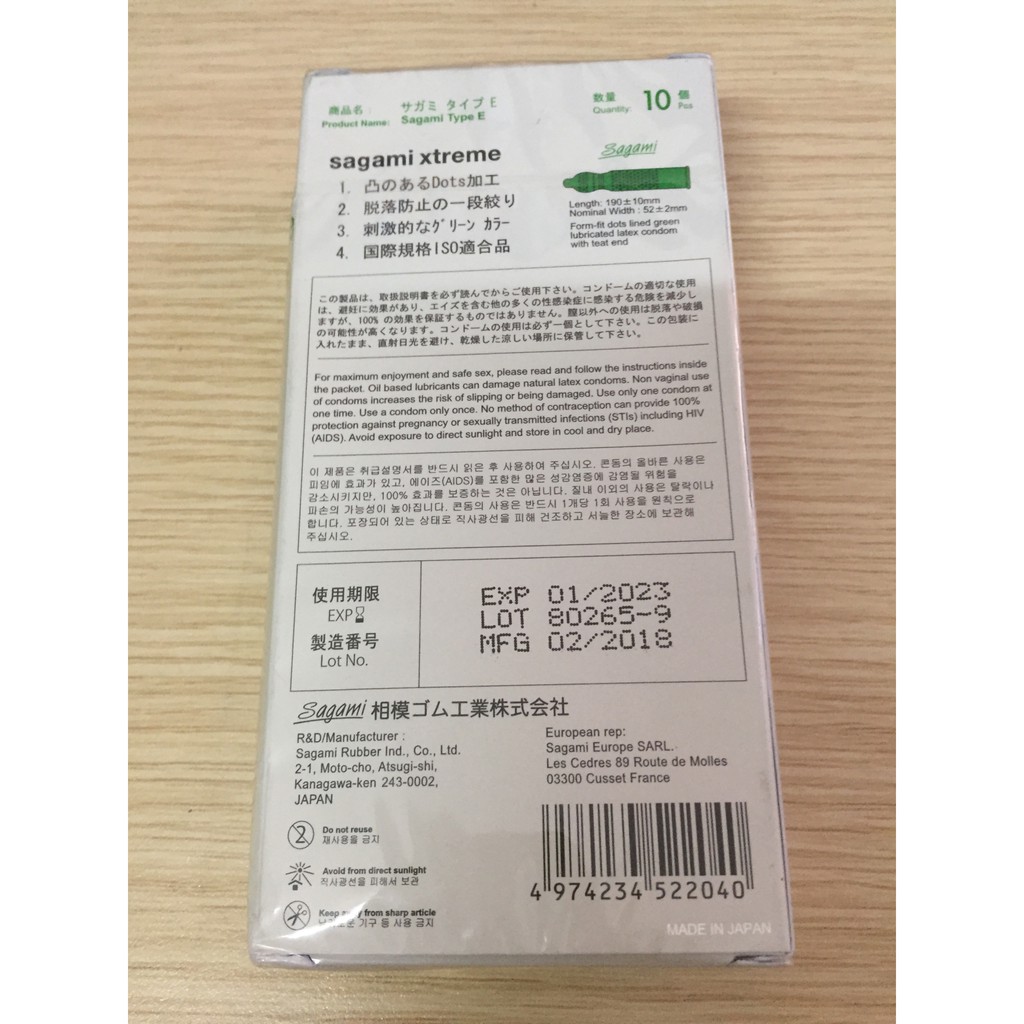 商品名: サガミ タイプ E
Product Name: Sagami Type E
数量 10 個
Quantity: Pcs
sagami xtreme
1. 凸のあるDots加工
2. 脱落防止の一段絞り
3. 刺激的なグリーン カラー
4. 国際規格ISO適合品
Sagami
Length: 190±10mm
Nominal Width : 52±2mm
Form-fit dots lined green
lubricated latex condom
with teat end
この製品は、取扱説明書を必ず読んでからご使用下さい。コンドームの適切な使用
は、避妊に効果があり、エイズを含む他の多くの性感染症に感染する危険を減少し
ますが、100% の効果を保証するものではありません。膣以外への使用は脱落や破損
の可能性が高くなります。コンドームの使用は必ず一個として下さい。この包装に
入れたまま、直射日光を避け、乾燥した涼しい場所に保管して下さい。
For maximum enjoyment and safe sex, please read and follow the instructions inside
the packet. Oil based lubricants can damage natural latex condoms. Non vaginal use
of condoms increases the risk of slipping or being damaged. Use only one condom at
one time. Use a condom only once. No method of contraception can provide 100%
protection against pregnancy or sexually transmitted infections (STIs) including HIV
(AIDS). Avoid exposure to direct sunlight and store in cool and dry place.
이 제품은 취급설명서를 반드시 읽은 후 사용하여 주십시오. 콘돔의 올바른 사용은
피임에 효과가 있고, 에이즈(AIDS)를 포함한 많은 성감염증에 감염될 위험을
감소시키지만, 100% 효과를 보증하는 것은 아닙니다. 질내 이외의 사용은 탈락이나
파손의 가능성이 높아집니다. 콘돔의 사용은 반드시 1개당 1회 사용을 원칙으로
합니다. 포장되어 있는 상태로 직사광선을 피해 건조하고 서늘한 장소에 보관해
주십시오.
使用期限
EXP
製造番号
Lot No.
EXP 01/2023
LOT 80265-9
MFG 02/2018
Sagami 相模ゴム工業株式会社
R&D/Manufacturer :
Sagami Rubber Ind., Co., Ltd.
2-1, Moto-cho, Atsugi-shi,
Kanagawa-ken 243-0002,
JAPAN
European rep:
Sagami Europe SARL.
Les Cedres 89 Route de Molles
03300 Cusset France
2
Do not reuse
재사용을 금지
Avoid from direct sunlight
직사광선을 피해서 보관
Keep away from sharp article
날카로운 기구 등 사용 금지
4 974234 522040
MADE IN JAPAN